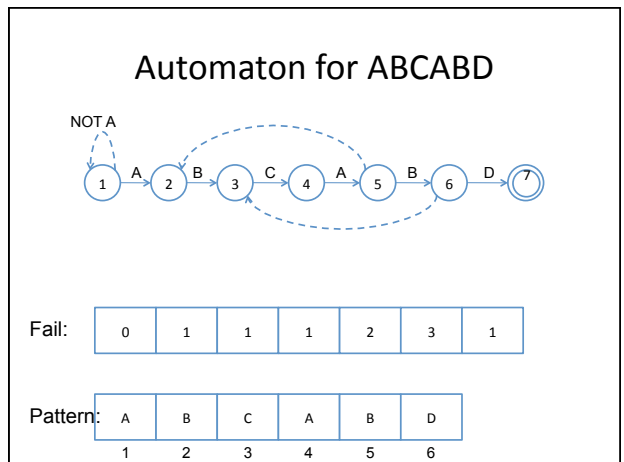 Automaton for ABCABD
NOT A
A B C A B D
1 2 3 4 5 6 7
Fail: 0 1 1 1 2 3 1
Pattern: A B C A B D
1 2 3 4 5 6